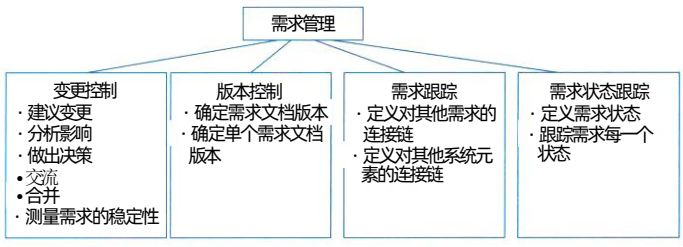 需求管理
变更控制
· 建议变更
· 分析影响
· 做出决策
• 交流
• 合并
· 测量需求的稳定性
版本控制
· 确定需求文档版本
· 确定单个需求文档
版本
需求跟踪
· 定义对其他需求的
连接链
· 定义对其他系统元
素的连接链
需求状态跟踪
· 定义需求状态
· 跟踪需求每一个
状态